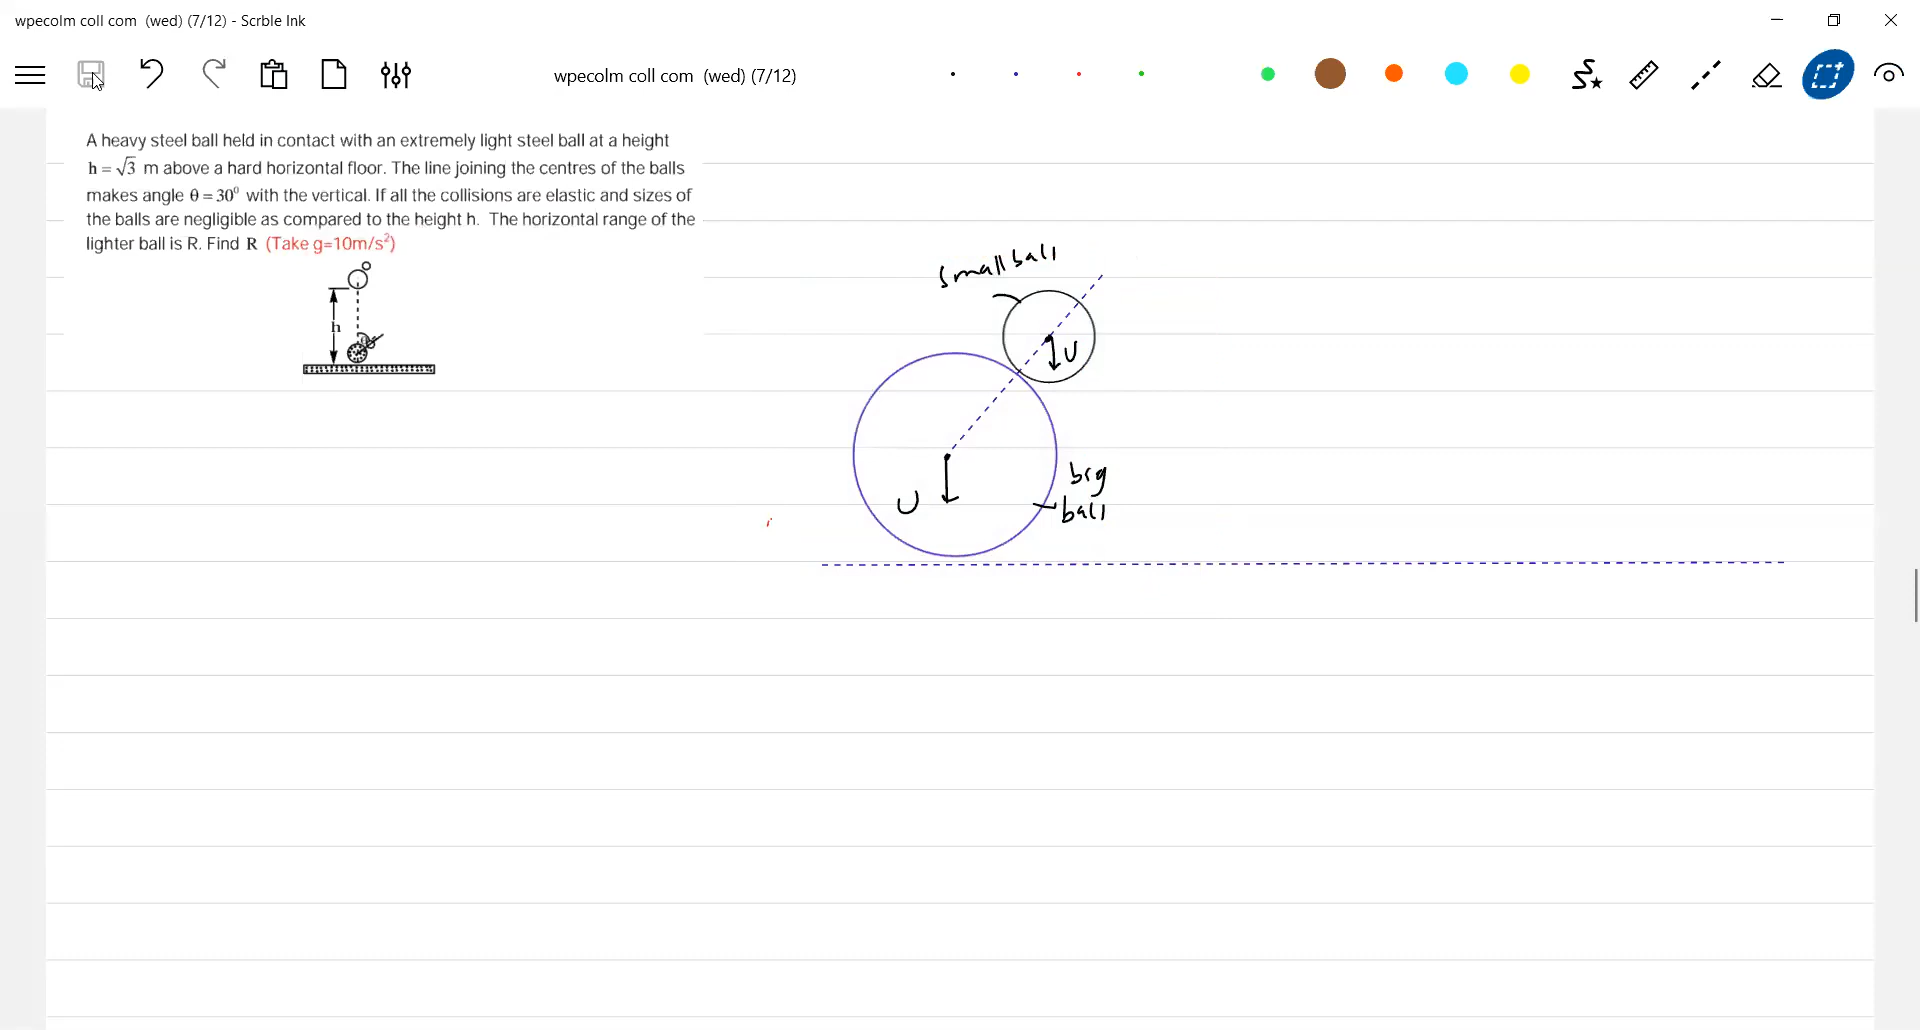 wpecolm coll com (wed) (7/12) - Scrble Ink
wpecolm coll com (wed) (7/12)
A heavy steel ball held in contact with an extremely light steel ball at a height
h = √3 m above a hard horizontal floor. The line joining the centres of the balls
makes angle θ = 30⁰ with the vertical. If all the collisions are elastic and sizes of
the balls are negligible as compared to the height h. The horizontal range of the
lighter ball is R. Find R (Take g=10m/s²)
h
small ball
U
U
big
ball